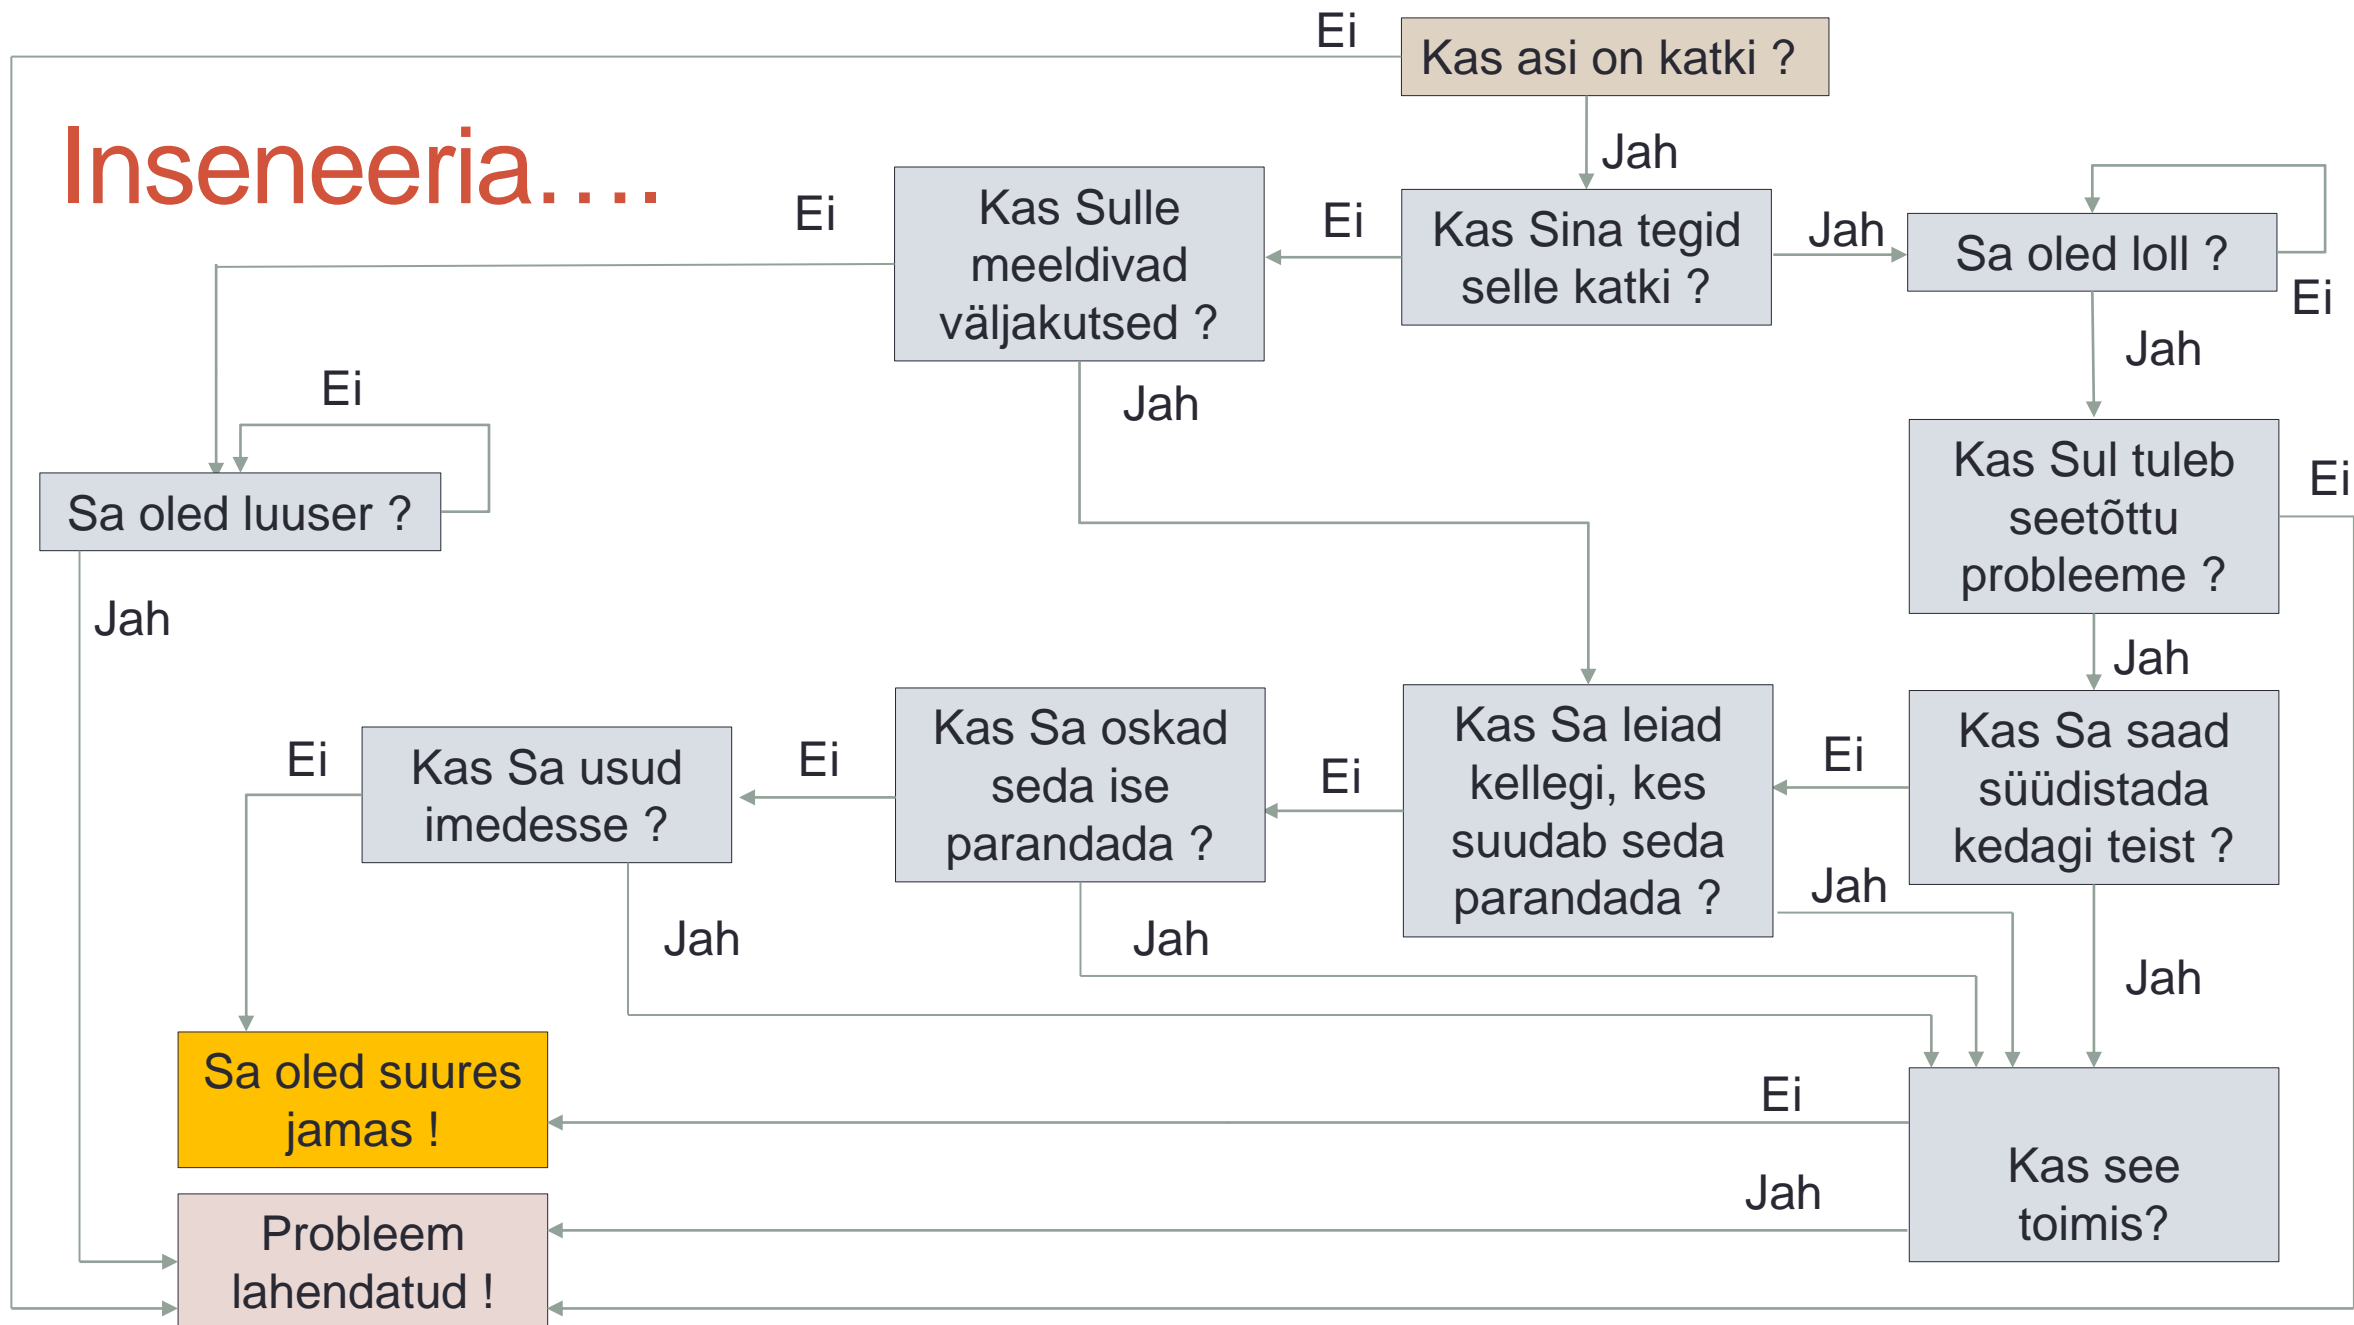 Ei
Kas asi on katki ?
Inseneeria….
Jah
Ei
Kas Sulle
meeldivad
väljakutsed ?
Ei
Kas Sina tegid
selle katki ?
Jah
Sa oled loll ?
Ei
Jah
Ei
Jah
Sa oled luuser ?
Kas Sul tuleb
seetõttu
probleeme ?
Ei
Jah
Jah
Ei
Kas Sa usud
imedesse ?
Ei
Kas Sa oskad
seda ise
parandada ?
Ei
Kas Sa leiad
kellegi, kes
suudab seda
parandada ?
Ei
Kas Sa saad
süüdistada
kedagi teist ?
Jah
Jah
Jah
Jah
Sa oled suures
jamas !
Ei
Jah
Kas see
toimis?
Probleem
lahendatud !